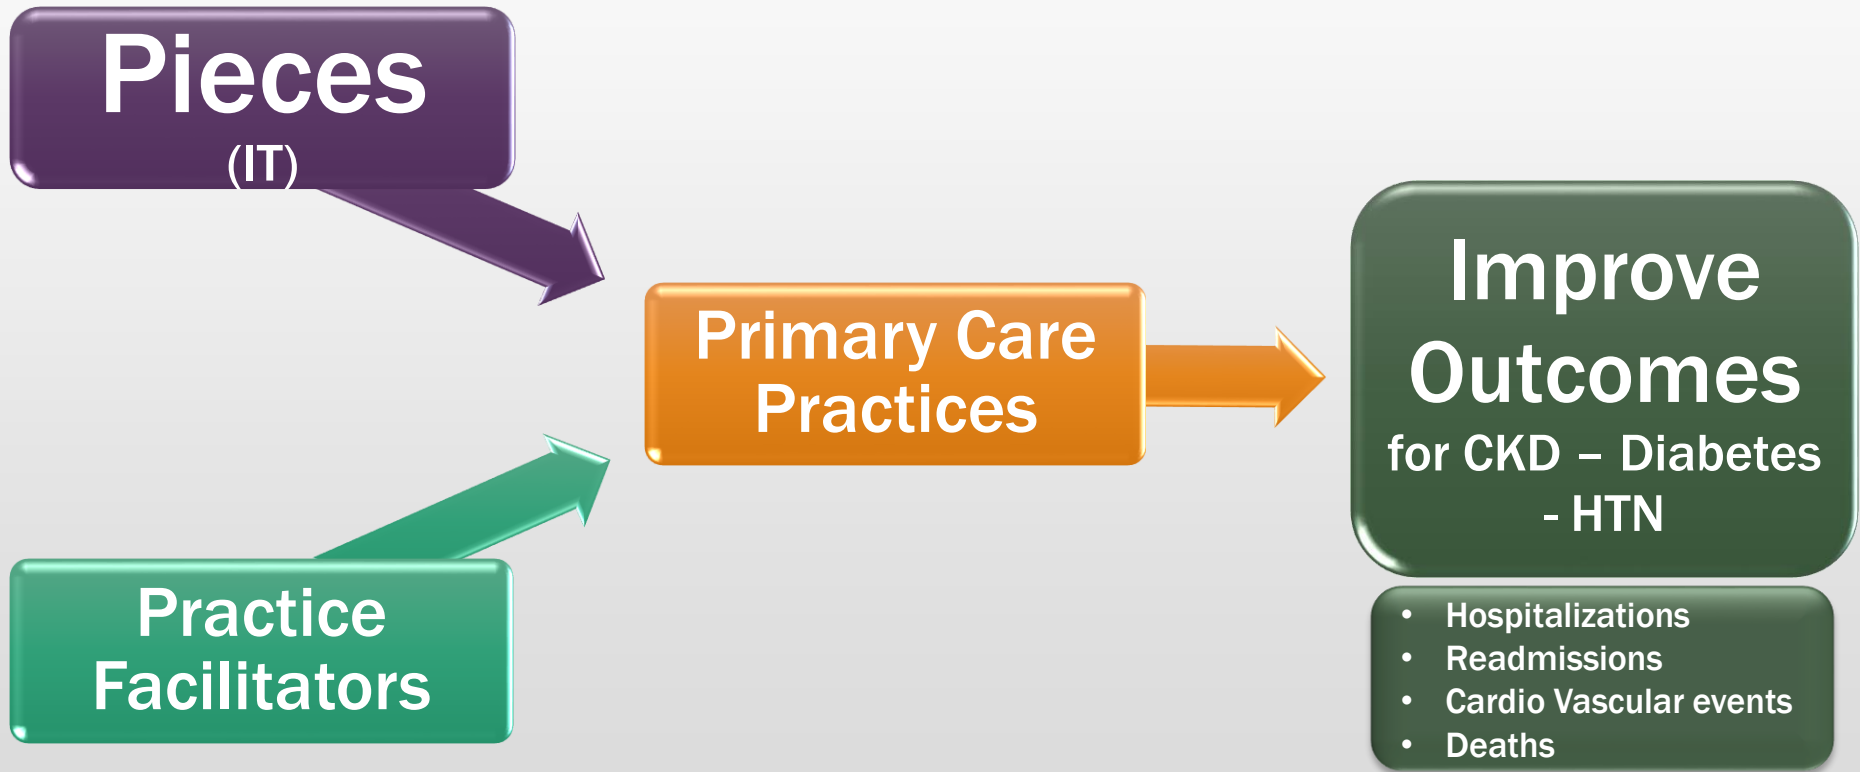 Pieces
(IT)
Practice
Facilitators
Primary Care
Practices
Improve
Outcomes
for CKD – Diabetes
- HTN
• Hospitalizations
• Readmissions
• Cardio Vascular events
• Deaths